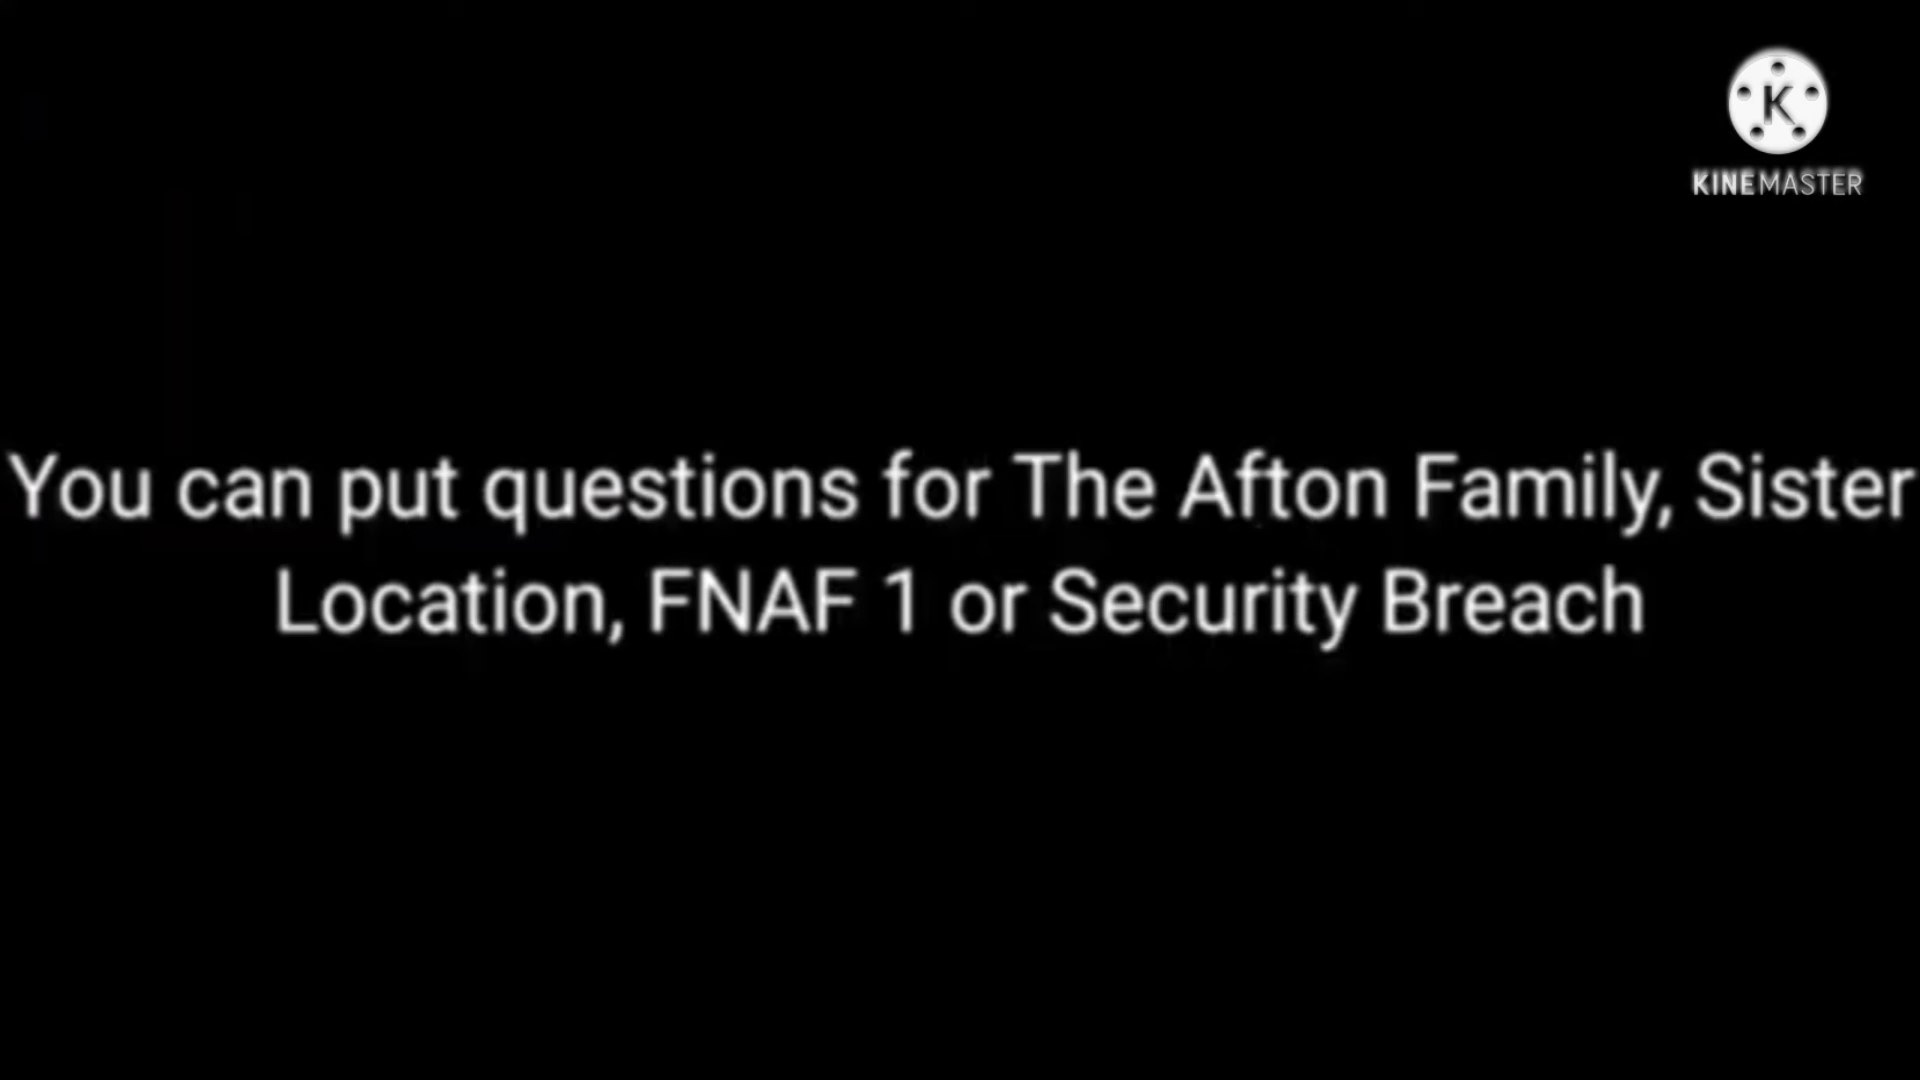 K
KINEMASTER
You can put questions for The Afton Family, Sister
Location, FNAF 1 or Security Breach